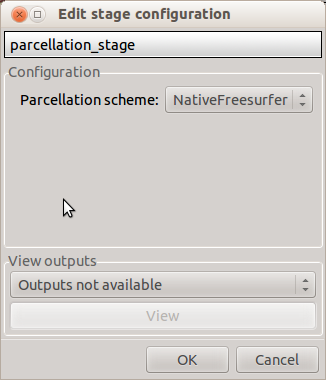 Edit stage configuration
parcellation_stage
Configuration
Parcellation scheme: NativeFreesurfer
View outputs
Outputs not available
View
OK Cancel